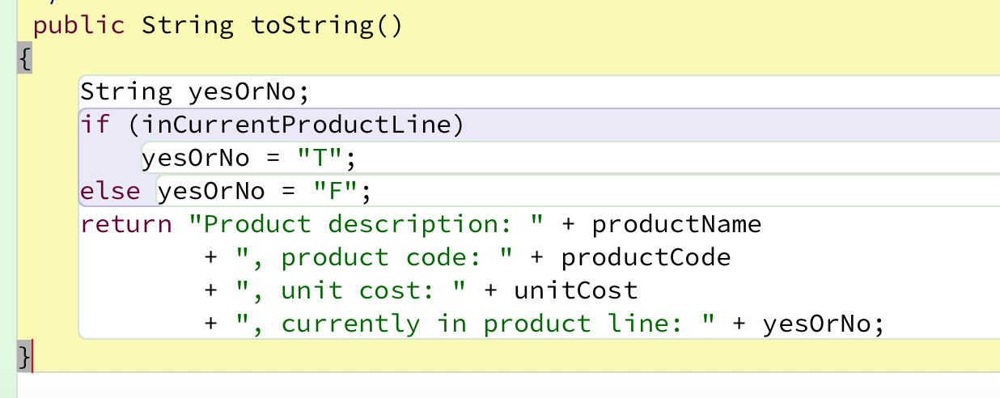 public String toString()
{
String yesOrNo;
if (inCurrentProductLine)
yesOrNo = "T";
else yesOrNo = "F";
return "Product description: " + productName
+ ", product code: " + productCode
+ ", unit cost: " + unitCost
+ ", currently in product line: " + yesOrNo;
}